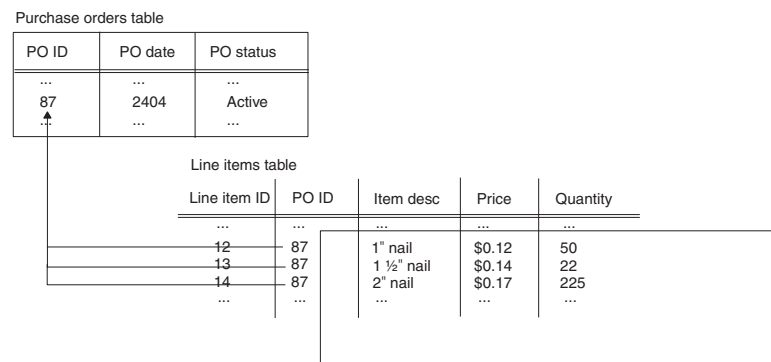 Purchase orders table
PO ID PO date PO status
... ... ...
87 2404 Active
... ... ...
Line items table
Line item ID PO ID Item desc Price Quantity
... ... ... ... ...
12 87 1" nail $0.12 50
13 87 1 ½" nail $0.14 22
14 87 2" nail $0.17 225
... ... ... ... ...